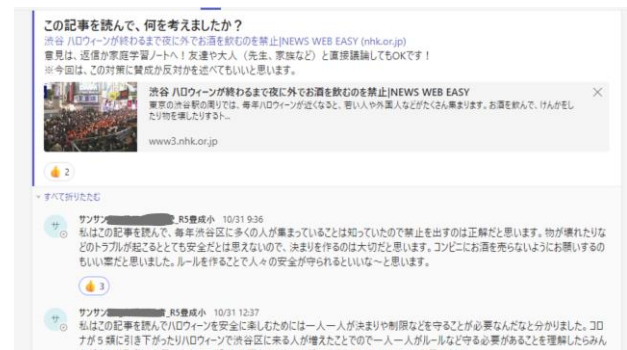 この記事を読んで、何を考えましたか？
渋谷 ハロウィーンが終わるまで夜に外でお酒を飲むのを禁止|NEWS WEB EASY (nhk.or.jp)
意見は、返信か家庭学習ノートへ！友達や大人（先生、家族など）と直接議論してもOKです！
※今回は、この対策に賛成か反対かを述べてもいいと思います。
渋谷 ハロウィーンが終わるまで夜に外でお酒を飲むのを禁止|NEWS WEB EASY
東京の渋谷駅の周りでは、毎年ハロウィーンが近くなると、若い人や外国人などがたくさん集まります。お酒を飲んで、けんかをし
たり物を壊したりするト...
www3.nhk.or.jp
2
すべて折りたたむ
サ
サンサン
_R5豊成小 10/31 9:36
私はこの記事を読んで、毎年渋谷区に多くの人が集まっていることは知っていたので禁止を出すのは正解だと思います。物が壊れたりな
どのトラブルが起こるととても安全だとは思えないので、決まりを作るのは大切だと思います。コンビニにお酒を売らないようにお願いするの
もいい案だと思いました。ルールを作ることで人々の安全が守られるといいな～と思います。
3
サ
サンサン
_R5豊成小 10/31 12:37
私はこの記事を読んでハロウィーンを安全に楽しむためには一人一人が決まりや制限などを守ることが必要なんだなと分かりました。コロ
ナが５類に引き下がったりハロウィーンで渋谷区に来る人が増えたことでので一人一人がルールなど守る必要があることを理解したらみん